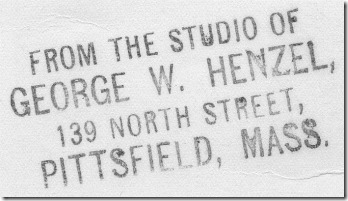 FROM THE STUDIO OF
GEORGE W. HENZEL,
139 NORTH STREET,
PITTSFIELD, MASS.